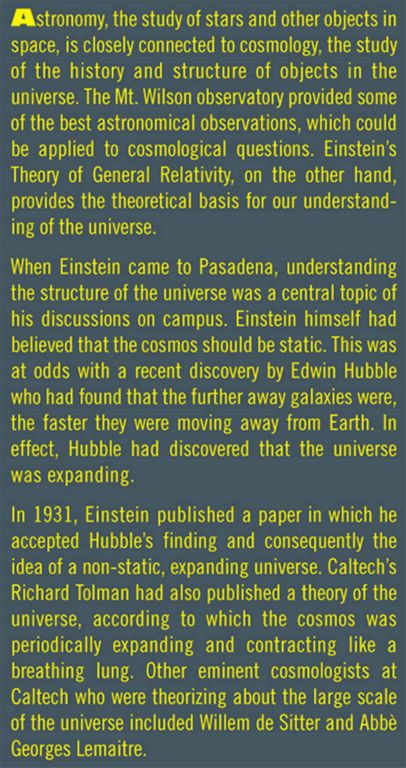 Astronomy, the study of stars and other objects in
space, is closely connected to cosmology, the study
of the history and structure of objects in the
universe. The Mt. Wilson observatory provided some
of the best astronomical observations, which could
be applied to cosmological questions. Einstein's
Theory of General Relativity, on the other hand,
provides the theoretical basis for our understand-
ing of the universe.
When Einstein came to Pasadena, understanding
the structure of the universe was a central topic of
his discussions on campus. Einstein himself had
believed that the cosmos should be static. This was
at odds with a recent discovery by Edwin Hubble
who had found that the further away galaxies were,
the faster they were moving away from Earth. In
effect, Hubble had discovered that the universe
was expanding.
In 1931, Einstein published a paper in which he
accepted Hubble's finding and consequently the
idea of a non-static, expanding universe. Caltech's
Richard Tolman had also published a theory of the
universe, according to which the cosmos was
periodically expanding and contracting like a
breathing lung. Other eminent cosmologists at
Caltech who were theorizing about the large scale
of the universe included Willem de Sitter and Abbè
Georges Lemaitre.